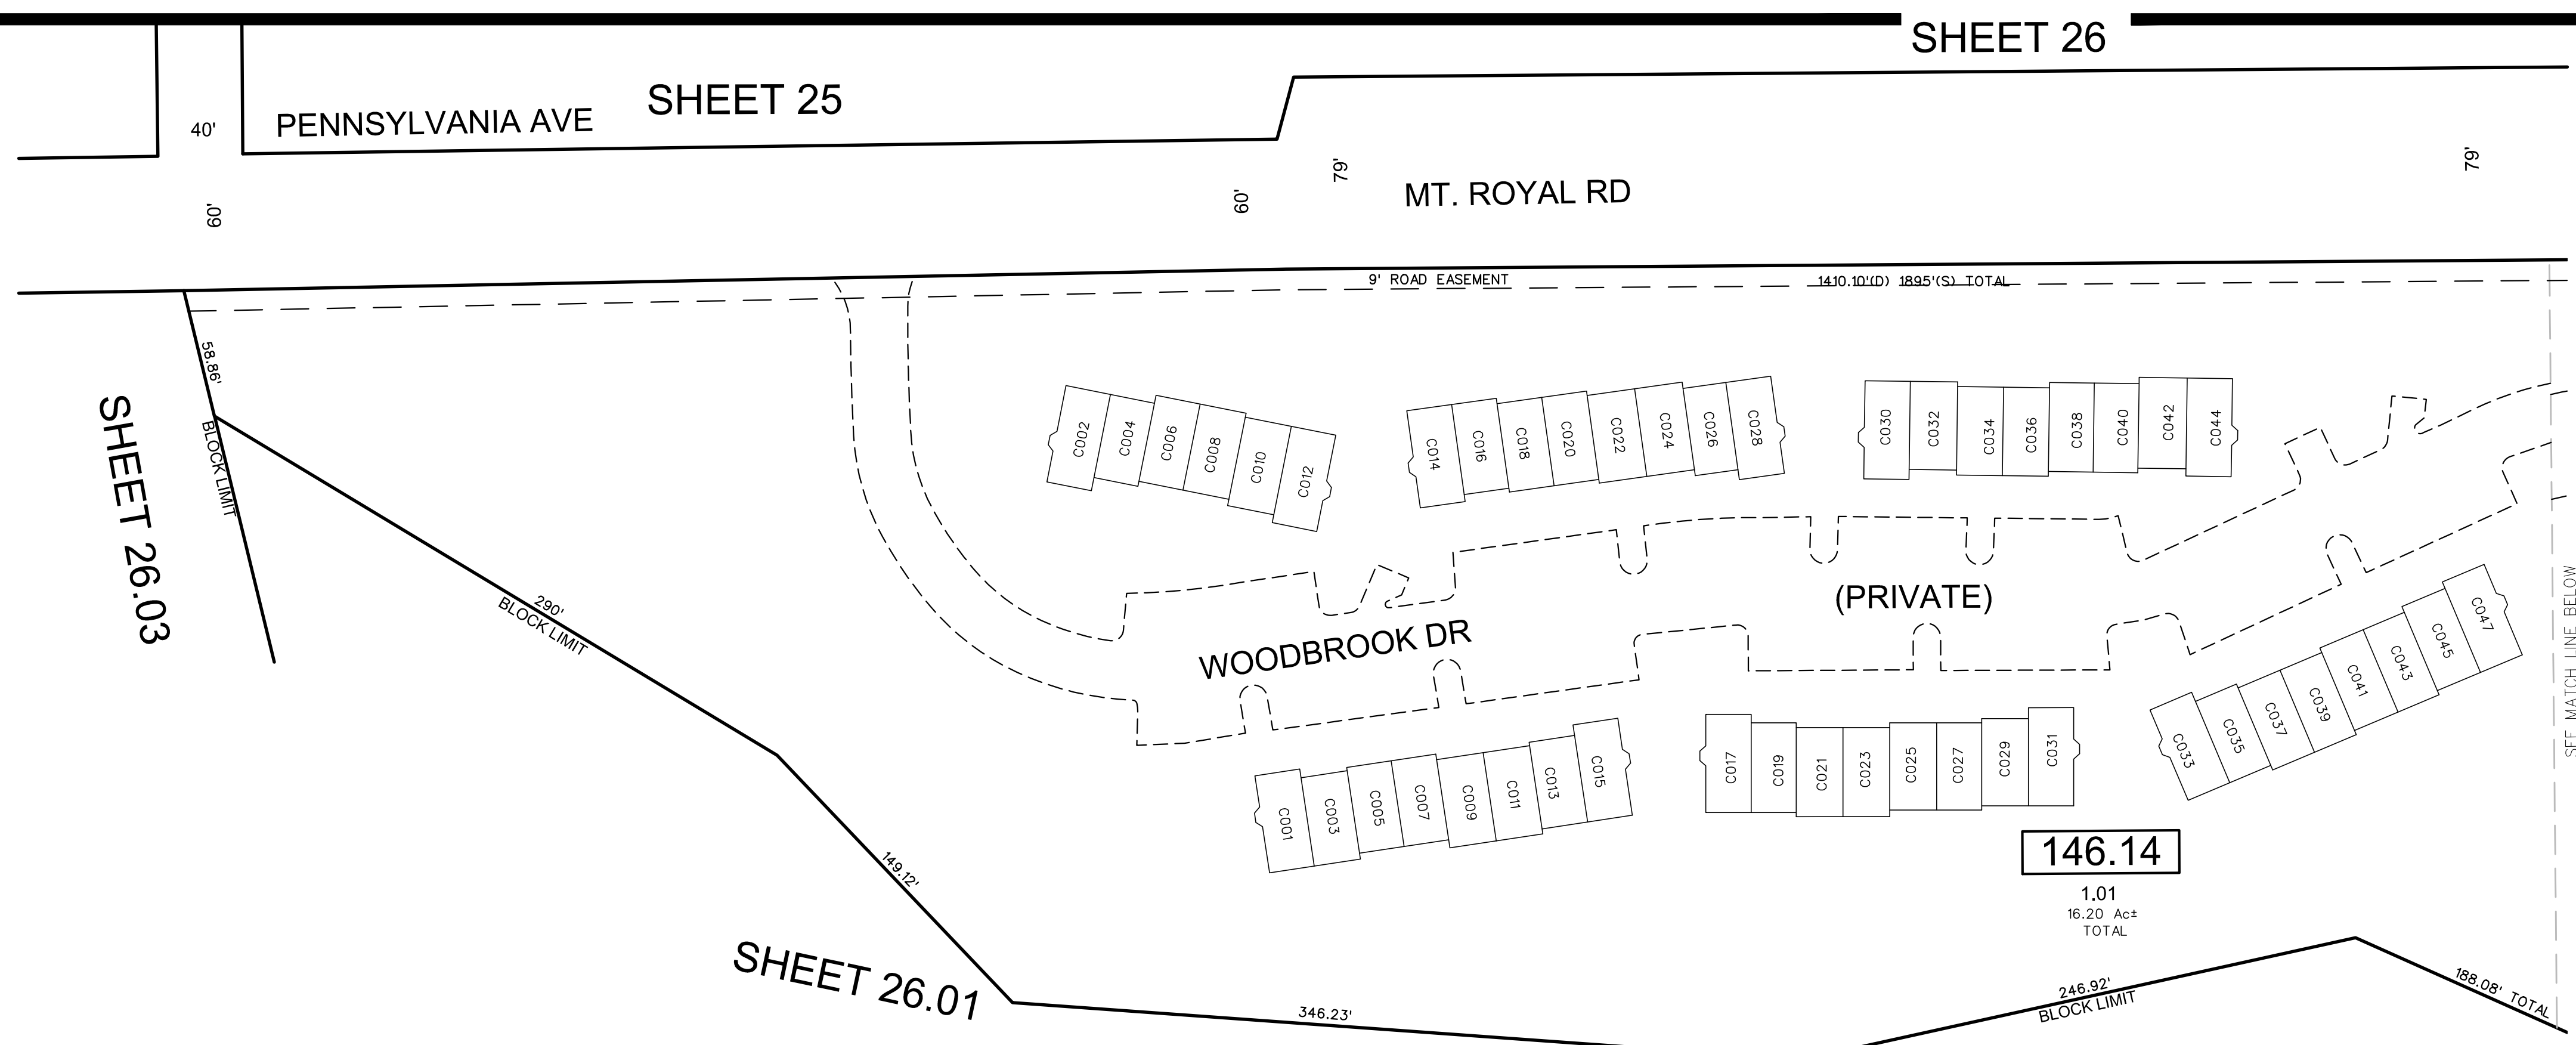 SHEET 26
SHEET 25
PENNSYLVANIA AVE
40'
60'
60'
79'
MT. ROYAL RD
79'
9' ROAD EASEMENT
1410.10'(D) 1895'(S) TOTAL
58.86'
BLOCK LIMIT
SHEET 26.03
290'
BLOCK LIMIT
C002
C004
C006
C008
C010
C012
C014
C016
C018
C020
C022
C024
C026
C028
C030
C032
C034
C036
C038
C040
C042
C044
WOODBROOK DR
(PRIVATE)
C001
C003
C005
C007
C009
C011
C013
C015
C017
C019
C021
C023
C025
C027
C029
C031
C033
C035
C037
C039
C041
C043
C045
C047
SEE MATCH LINE BELOW
146.14
1.01
16.20 Ac±
TOTAL
149.12'
SHEET 26.01
346.23'
246.92'
BLOCK LIMIT
188.08' TOTAL